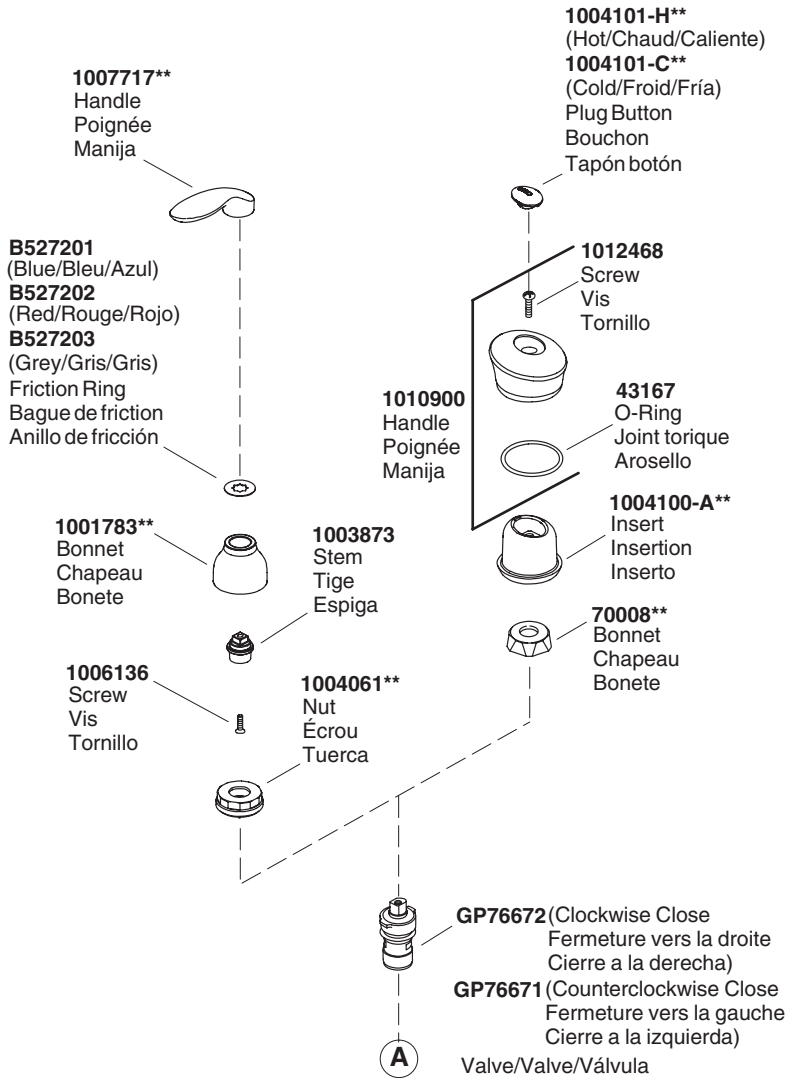 1004101-H**
(Hot/Chaud/Caliente)
1004101-C**
(Cold/Froid/Fría)
Plug Button
Bouchon
Tapón botón
1007717**
Handle
Poignée
Manija
B527201
(Blue/Bleu/Azul)
B527202
(Red/Rouge/Rojo)
B527203
(Grey/Gris/Gris)
Friction Ring
Bague de friction
Anillo de fricción
1012468
Screw
Vis
Tornillo
1010900
Handle
Poignée
Manija
43167
O-Ring
Joint torique
Arosello
1004100-A**
Insert
Insertion
Inserto
1001783**
Bonnet
Chapeau
Bonete
1003873
Stem
Tige
Espiga
70008**
Bonnet
Chapeau
Bonete
1006136
Screw
Vis
Tornillo
1004061**
Nut
Écrou
Tuerca
GP76672 (Clockwise Close
Fermeture vers la droite
Cierre a la derecha)
GP76671 (Counterclockwise Close
Fermeture vers la gauche
Cierre a la izquierda)
A
Valve/Valve/Válvula